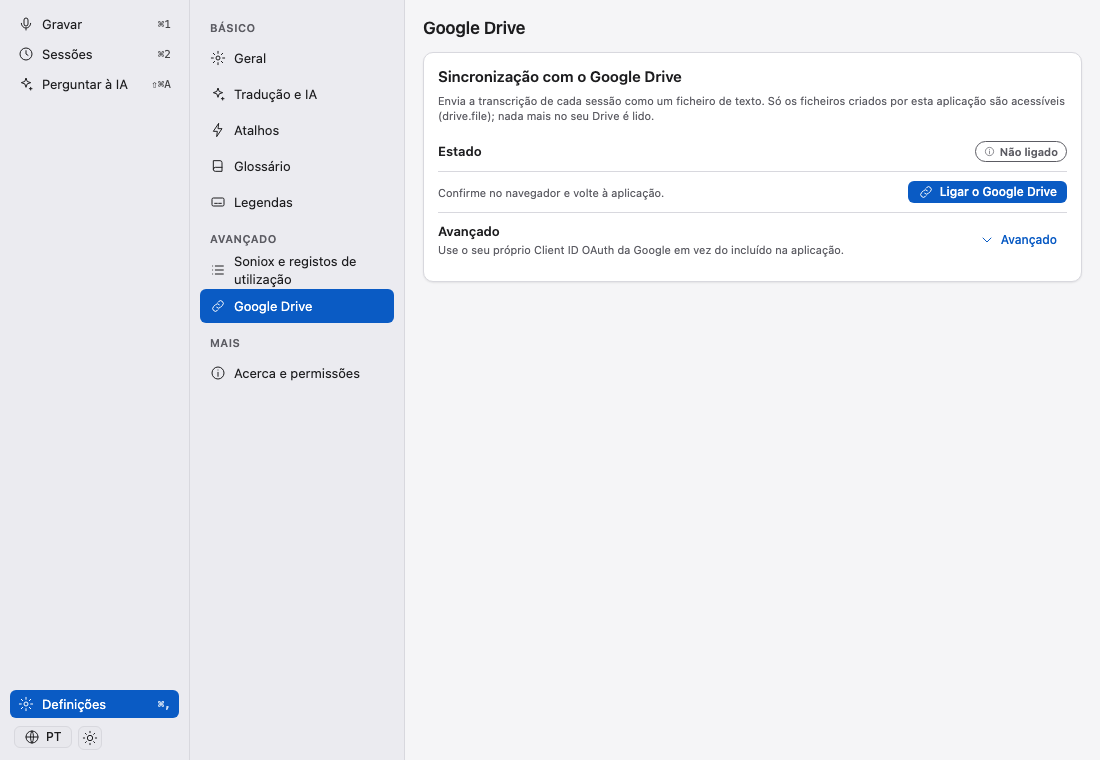 Gravar ⌘1
Sessões ⌘2
Perguntar à IA ⇧⌘A
Definições ⌘,
PT
BÁSICO
Geral
Tradução e IA
Atalhos
Glossário
Legendas
AVANÇADO
Soniox e registos de
utilização
Google Drive
MAIS
Acerca e permissões
Google Drive
Sincronização com o Google Drive
Envia a transcrição de cada sessão como um ficheiro de texto. Só os ficheiros criados por esta aplicação são acessíveis
(drive.file); nada mais no seu Drive é lido.
Estado
Não ligado
Confirme no navegador e volte à aplicação.
Ligar o Google Drive
Avançado
Use o seu próprio Client ID OAuth da Google em vez do incluído na aplicação.
Avançado